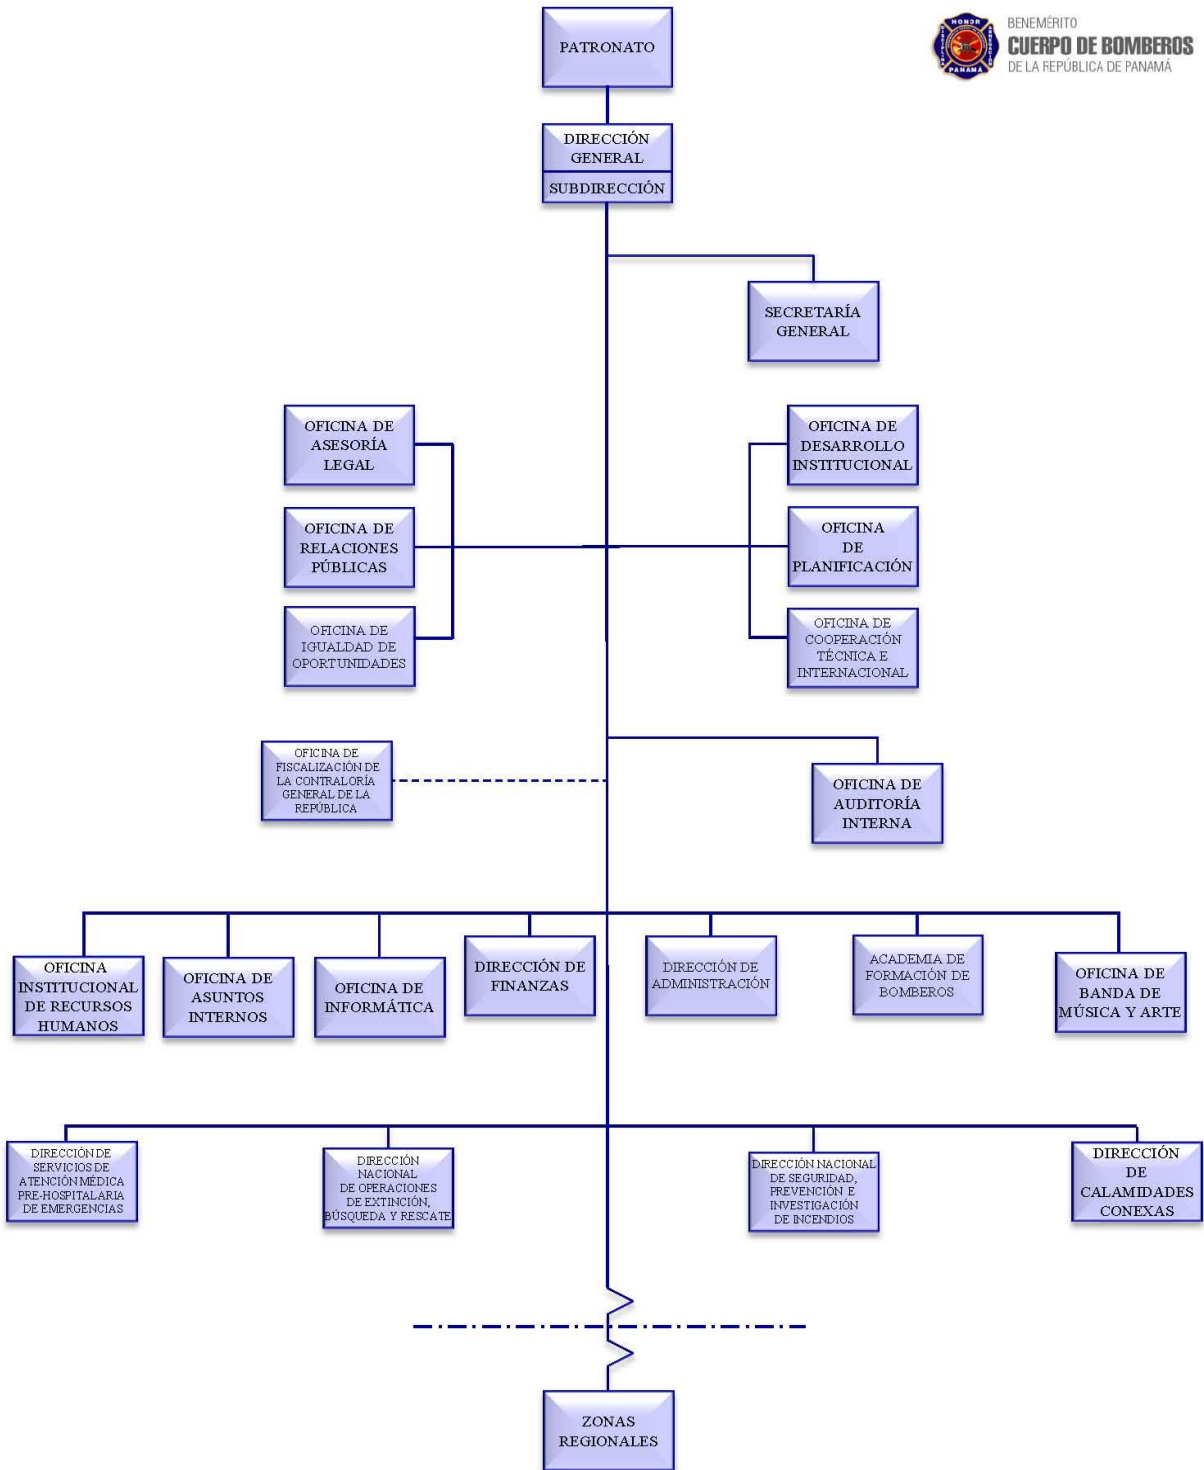 BENEMÉRITO
CUERPO DE BOMBEROS
DE LA REPÚBLICA DE PANAMÁ
HONOR
DISCIPLINA
ABNEGACIÓN
PANAMÁ
PATRONATO
DIRECCIÓN
GENERAL
SUBDIRECCIÓN
SECRETARÍA
GENERAL
OFICINA DE
ASESORÍA
LEGAL
OFICINA DE
DESARROLLO
INSTITUCIONAL
OFICINA DE
RELACIONES
PÚBLICAS
OFICINA
DE
PLANIFICACIÓN
OFICINA DE
IGUALDAD DE
OPORTUNIDADES
OFICINA DE
COOPERACIÓN
TÉCNICA E
INTERNACIONAL
OFICINA DE
FISCALIZACIÓN DE
LA CONTRALORÍA
GENERAL DE LA
REPÚBLICA
OFICINA DE
AUDITORÍA
INTERNA
OFICINA
INSTITUCIONAL
DE RECURSOS
HUMANOS
OFICINA DE
ASUNTOS
INTERNOS
OFICINA DE
INFORMÁTICA
DIRECCIÓN DE
FINANZAS
DIRECCIÓN DE
ADMINISTRACIÓN
ACADEMIA DE
FORMACIÓN DE
BOMBEROS
OFICINA DE
BANDA DE
MÚSICA Y ARTE
DIRECCIÓN DE
SERVICIOS DE
ATENCIÓN MÉDICA
PRE-HOSPITALARIA
DE EMERGENCIAS
DIRECCIÓN
NACIONAL
DE OPERACIONES
DE EXTINCIÓN,
BÚSQUEDA Y RESCATE
DIRECCIÓN NACIONAL
DE SEGURIDAD,
PREVENCIÓN E
INVESTIGACIÓN
DE INCENDIOS
DIRECCIÓN
DE
CALAMIDADES
CONEXAS
ZONAS
REGIONALES